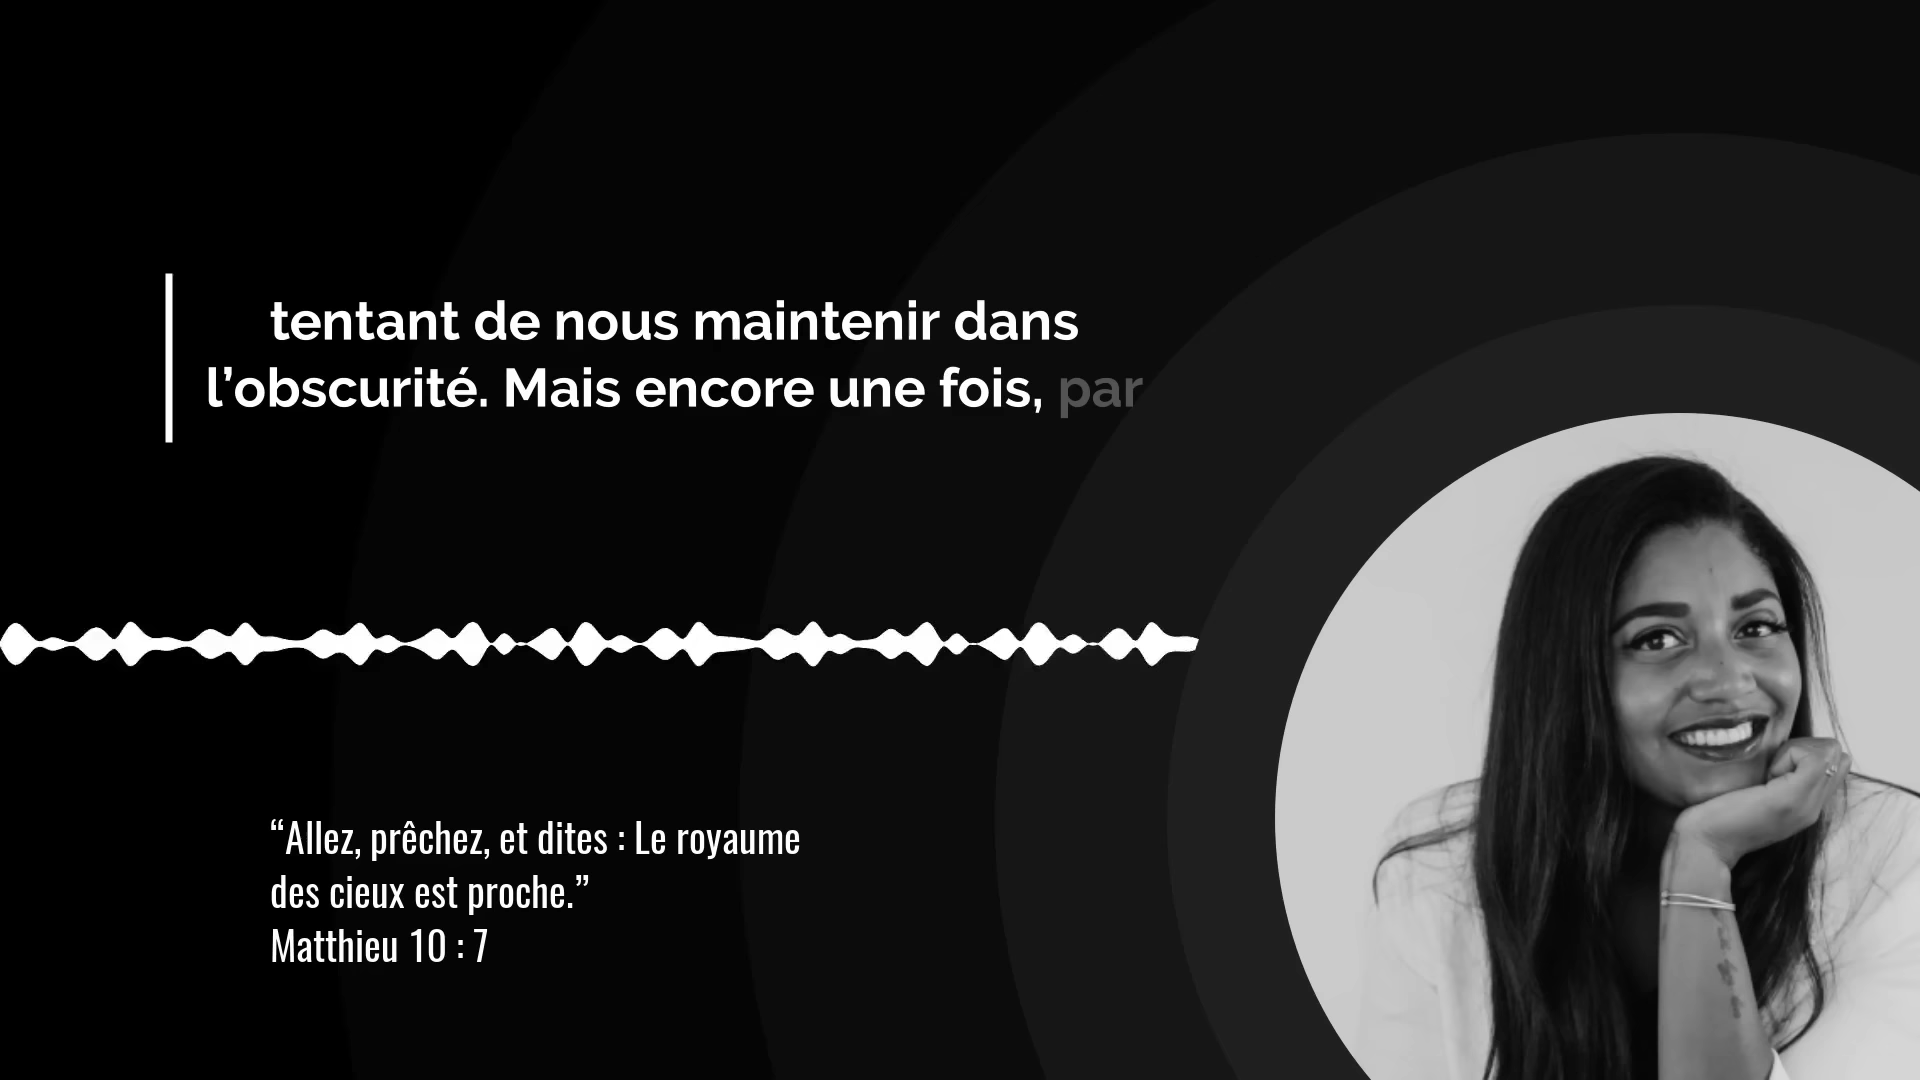 tentant de nous maintenir dans
l’obscurité. Mais encore une fois, par
“Allez, prêchez, et dites : Le royaume
des cieux est proche.”
Matthieu 10 : 7